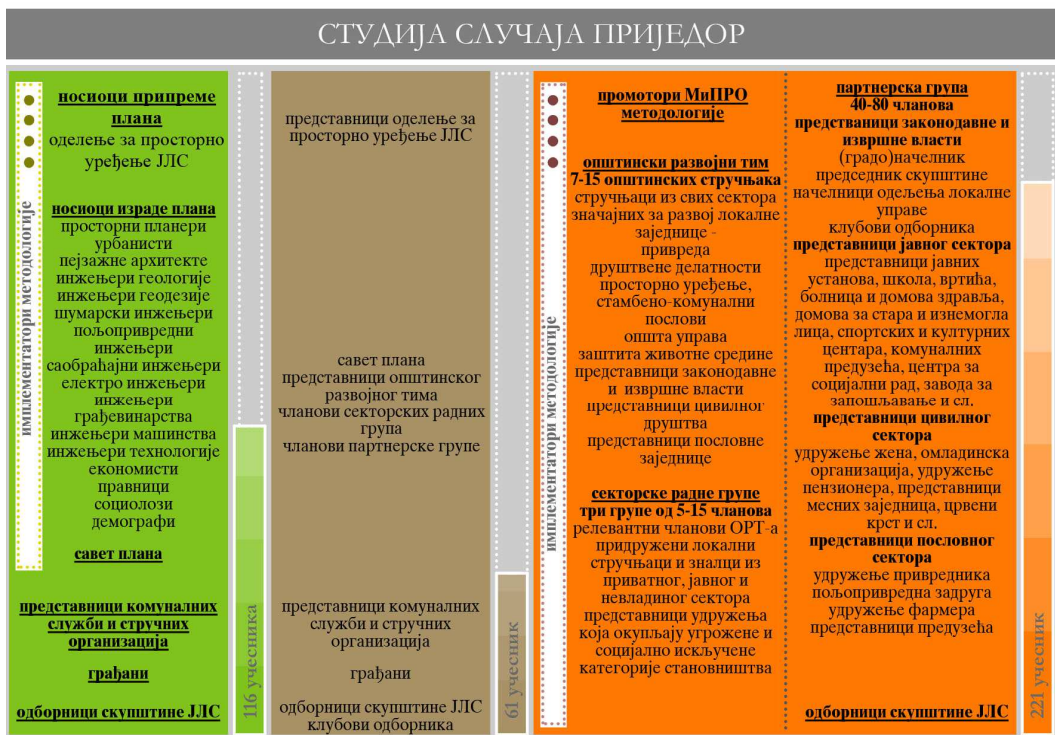 СТУДИЈА СЛУЧАЈА ПРИЈЕДОР
имплементатори методологије
носиоци припреме
плана
оделење за просторно
уређење ЈЛС
носиоци израде плана
просторни планери
урбанисти
пејзажне архитекте
инжењери геологије
инжењери геодезије
шумарски инжењери
пољопривредни
инжењери
саобраћајни инжењери
електро инжењери
инжењери
грађевинарства
инжењери машинства
инжењери технологије
економисти
правници
социолози
демографи
савет плана
представници комуналних
служби и стручних
организација
грађани
одборници скупштине ЈЛС
116 учесника
представници оделење за
просторно уређење ЈЛС
савет плана
представници општинског
развојног тима
чланови секторских радних
група
чланови партнерске групе
представници комуналних
служби и стручних
организација
грађани
одборници скупштине ЈЛС
клубови одборника
61 учесник
имплементатори методологије
промотори МиПРО
методологије
општински развојни тим
7-15 општинских стручњака
стручњаци из свих сектора
значајних за развој локалне
заједнице -
привреда
друштвене делатности
просторно уређење,
стамбено-комунални
послови
општа управа
заштита животне средине
представници законодавне
и извршне власти
представници цивилног
друштва
представници пословне
заједнице
секторске радне групе
три групе од 5-15 чланова
релевантни чланови ОРТ-а
придружени локални
стручњаци и зналци из
приватног, јавног и
невладиног сектора
представници удружења
која окупљају угрожене и
социјално искључене
категорије становништва
партнерска група
40-80 чланова
предстваници законодавне и
извршне власти
(градо)начелник
председник скупштине
начелници одељења локалне
управе
клубови одборника
представници јавног сектора
представници јавних
установа, школа, вртића,
болница и домова здравља,
домова за стара и изнемогла
лица, спортских и културних
центара, комуналних
предузећа, центра за
социјални рад, завода за
запошљавање и сл.
представници цивилног
сектора
удружење жена, омладинска
организација, удружење
пензионера, представници
месних заједница, црвени
крст и сл.
представници пословног
сектора
удружење привредника
пољопривредна задруга
удружење фармера
представници предузећа
одборници скупштине ЈЛС
221 учесник